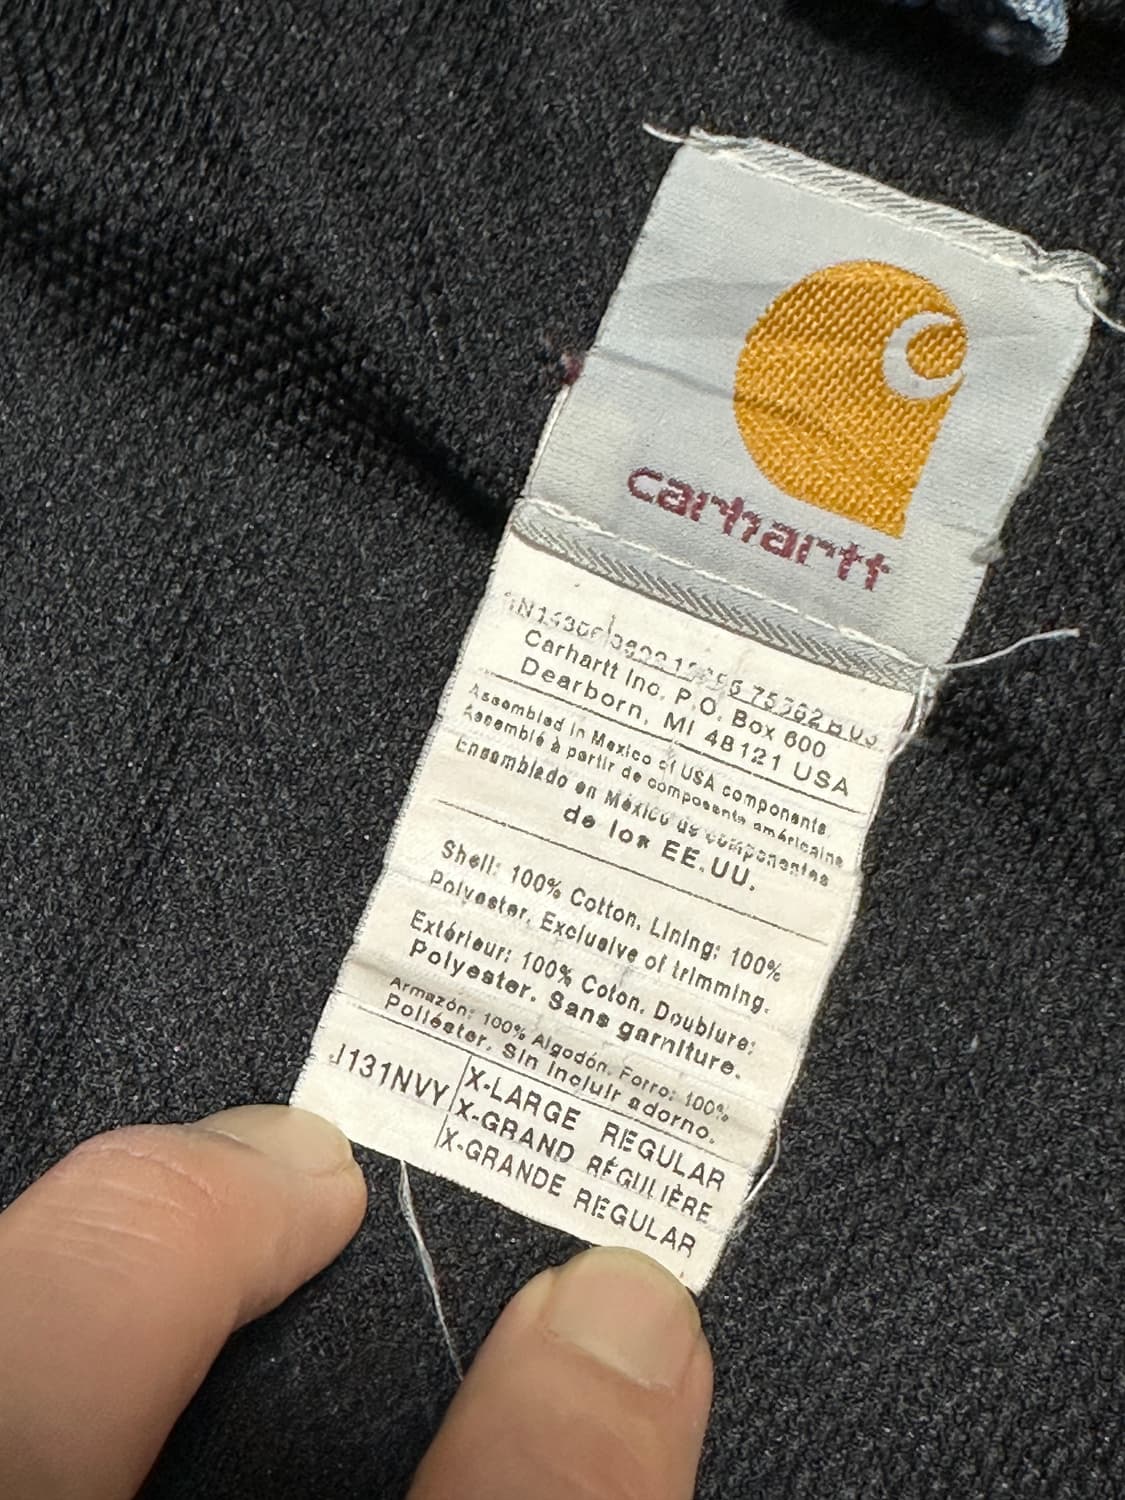 carhartt
Carhartt Inc. P.O. Box 600
Dearborn, MI 48121 USA
Assembled in Mexico of USA components
Assemblé à partir de composants américains
Ensamblado en México de componentes
de los EE.UU.
Shell: 100% Cotton. Lining: 100%
Polyester. Exclusive of trimming.
Extérieur: 100% Coton. Doublure:
Polyester. Sans garniture.
Armazón: 100% Algodón. Forro: 100%
Poliéster. Sin incluir adorno.
J131NVY X-LARGE REGULAR
X-GRAND RÉGULIÈRE
X-GRANDE REGULAR